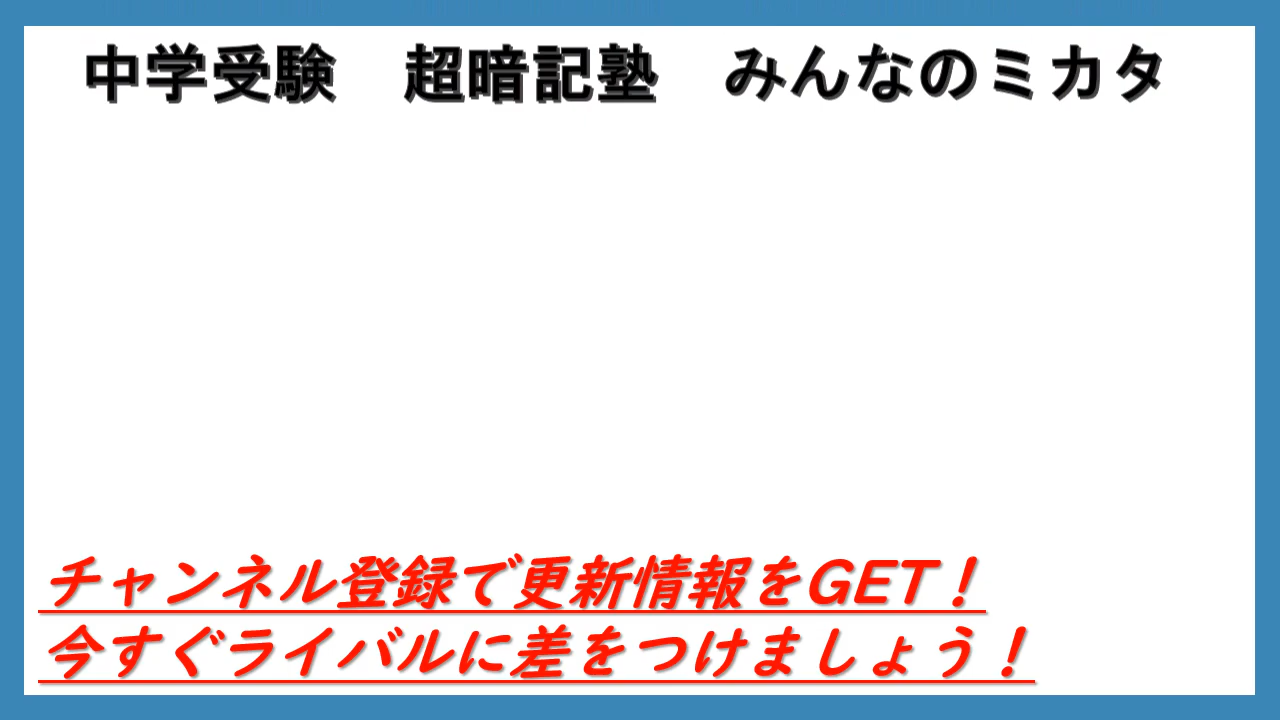 中学受験　超暗記塾　みんなのミカタ
チャンネル登録で更新情報をGET！
今すぐライバルに差をつけましょう！